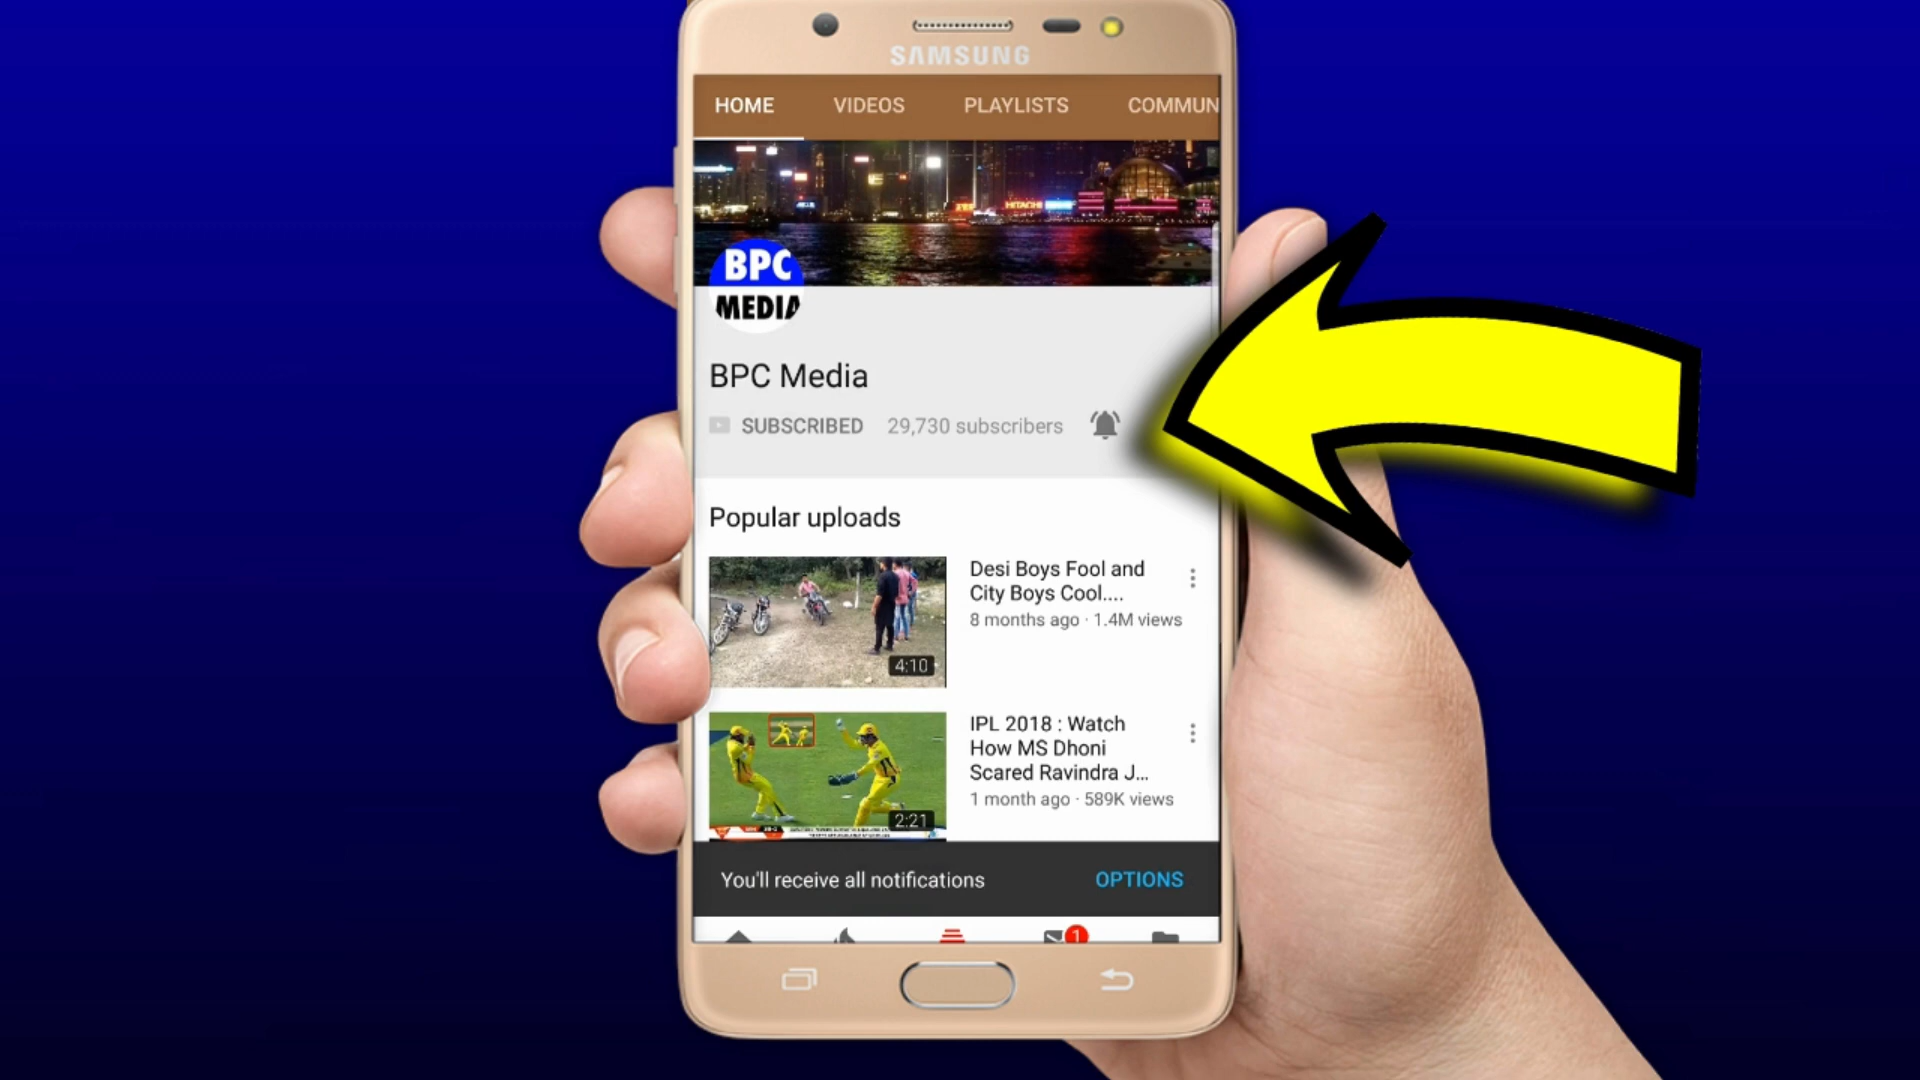 SAMSUNG
HOME VIDEOS PLAYLISTS COMMUN
HITACHI
BPC
MEDIA
BPC Media
SUBSCRIBED 29,730 subscribers
Popular uploads
Desi Boys Fool and
City Boys Cool....
8 months ago · 1.4M views
4:10
IPL 2018 : Watch
How MS Dhoni
Scared Ravindra J...
1 month ago · 589K views
2:21
You'll receive all notifications OPTIONS
1